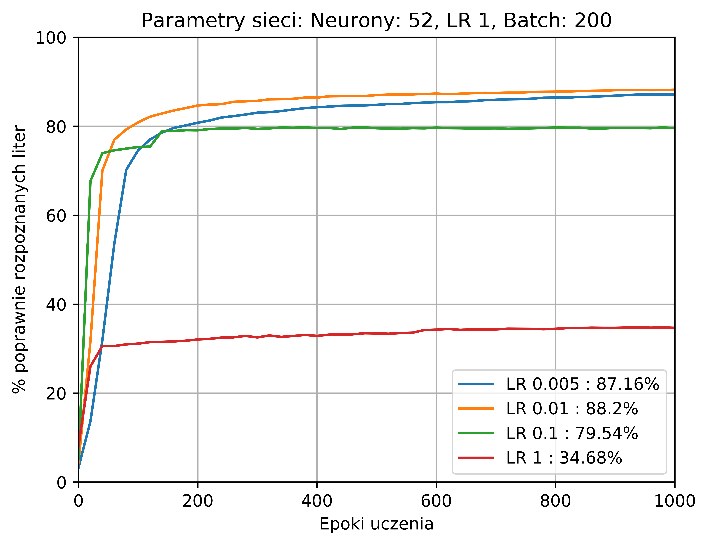 Parametry sieci: Neurony: 52, LR 1, Batch: 200
% poprawnie rozpoznanych liter
100
80
60
40
20
0
0 200 400 600 800 1000
Epoki uczenia
LR 0.005 : 87.16%
LR 0.01 : 88.2%
LR 0.1 : 79.54%
LR 1 : 34.68%